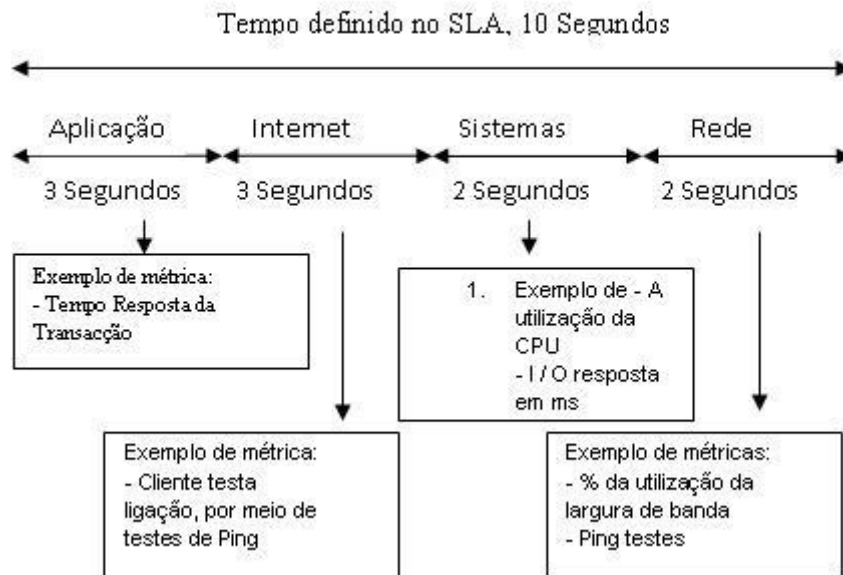 Tempo definido no SLA, 10 Segundos
Aplicação Internet Sistemas Rede
3 Segundos 3 Segundos 2 Segundos 2 Segundos
Exemplo de métrica:
- Tempo Resposta da
Transacção
1. Exemplo de - A
utilização da
CPU
- I / O resposta
em ms
Exemplo de métrica:
- Cliente testa
ligação, por meio de
testes de Ping
Exemplo de métricas:
- % da utilização da
largura de banda
- Ping testes